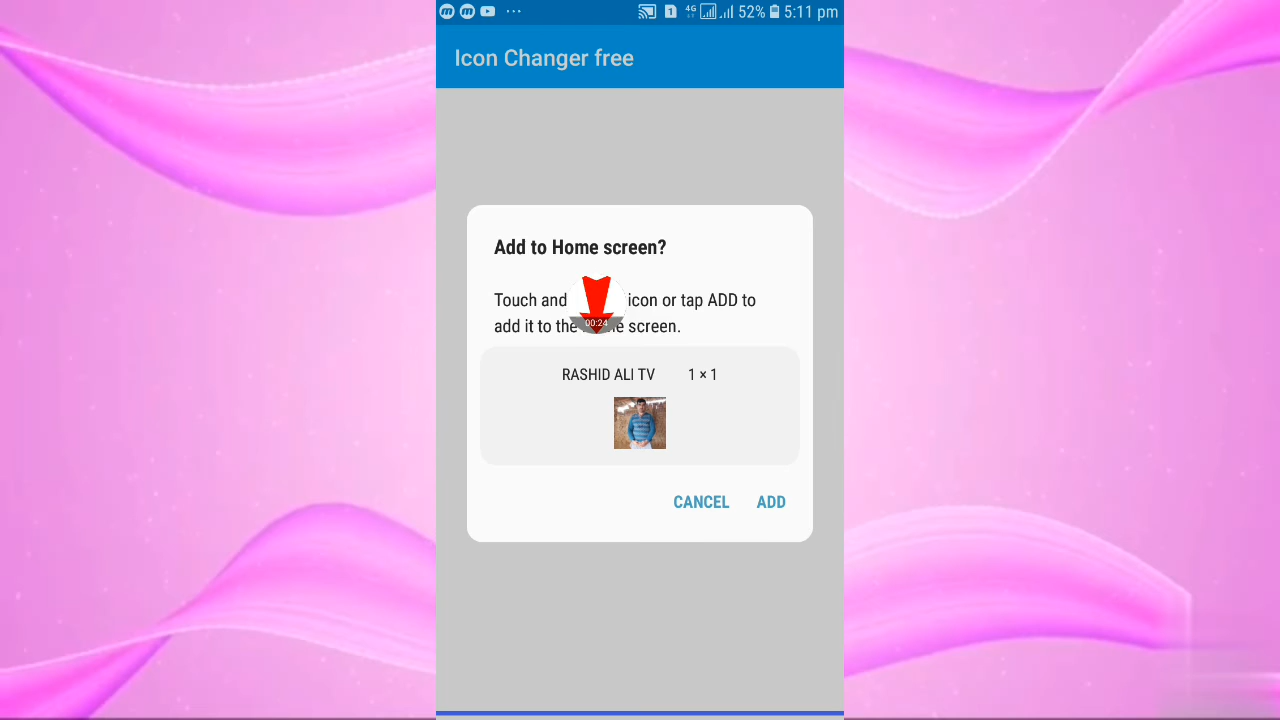 4G 52% 5:11 pm
Icon Changer free
Add to Home screen?
Touch and icon or tap ADD to
00:24
add it to the screen.
RASHID ALI TV 1 × 1
CANCEL ADD